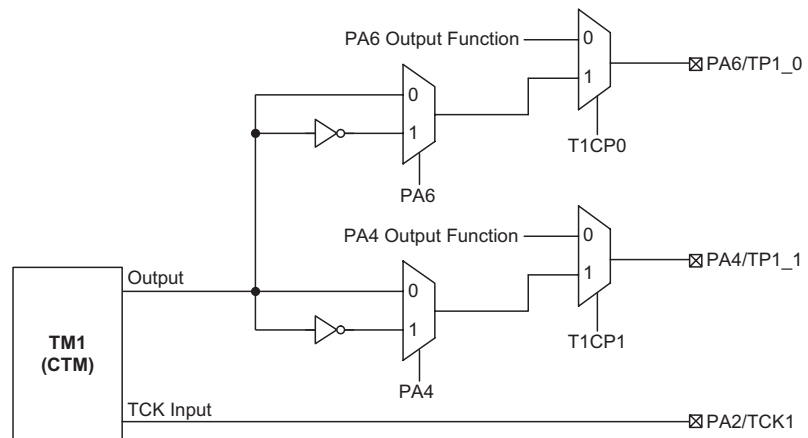 PA6 Output Function
0
1
PA6/TP1_0
T1CP0
0
1
PA6
PA4 Output Function
0
1
PA4/TP1_1
T1CP1
Output
0
1
PA4
TM1
(CTM)
TCK Input
PA2/TCK1